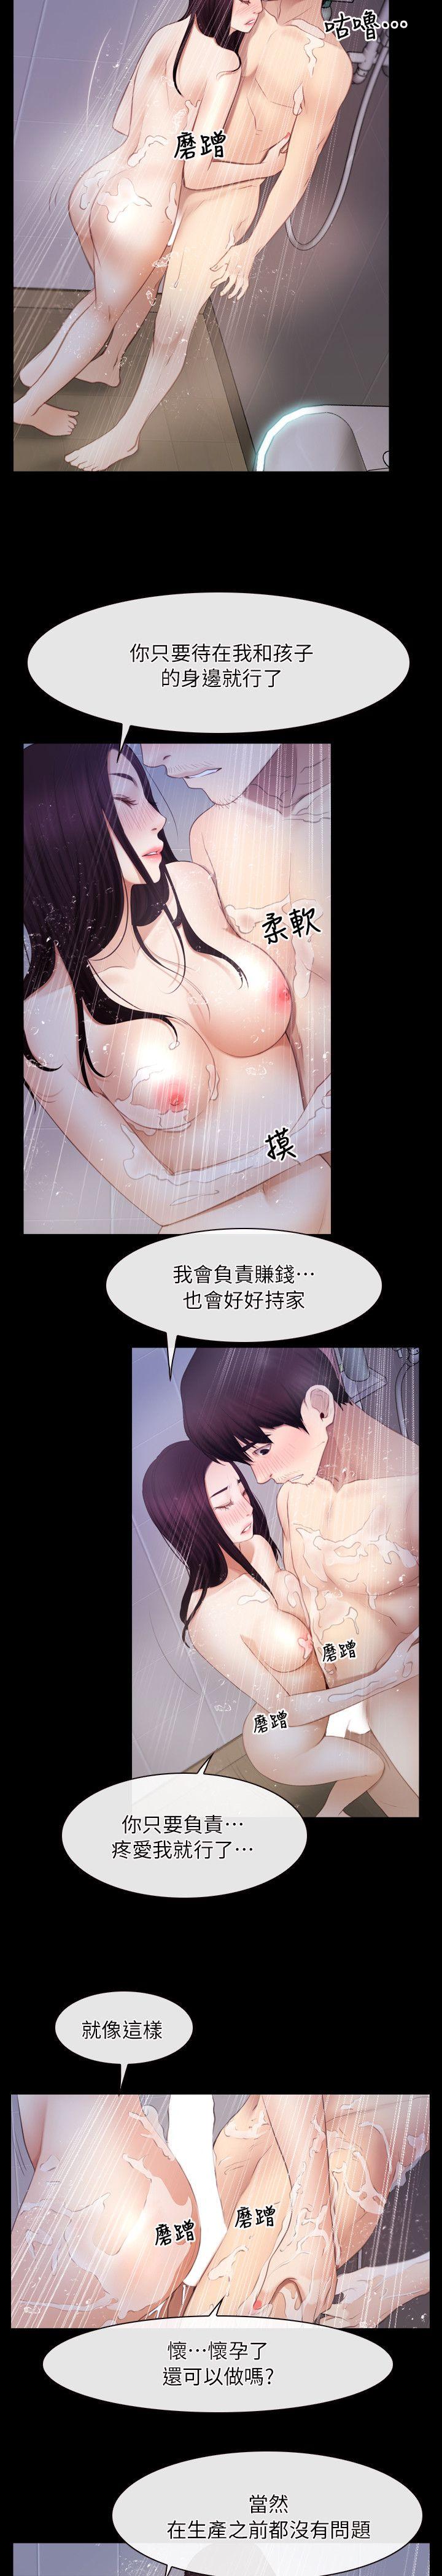 咕嚕…
磨蹭
你只要待在我和孩子
的身邊就行了
柔軟
摸
我會負責賺錢…
也會好好持家
磨蹭
磨蹭
你只要負責…
疼愛我就行了…
就像這樣
磨蹭
磨蹭
懷…懷孕了
還可以做嗎?
當然
在生產之前都沒有問題